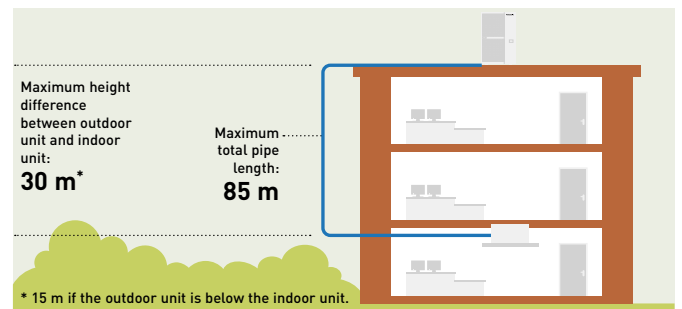 Maximum height
difference
between outdoor
unit and indoor
unit:
30 m*
Maximum
total pipe
length:
85 m
* 15 m if the outdoor unit is below the indoor unit.